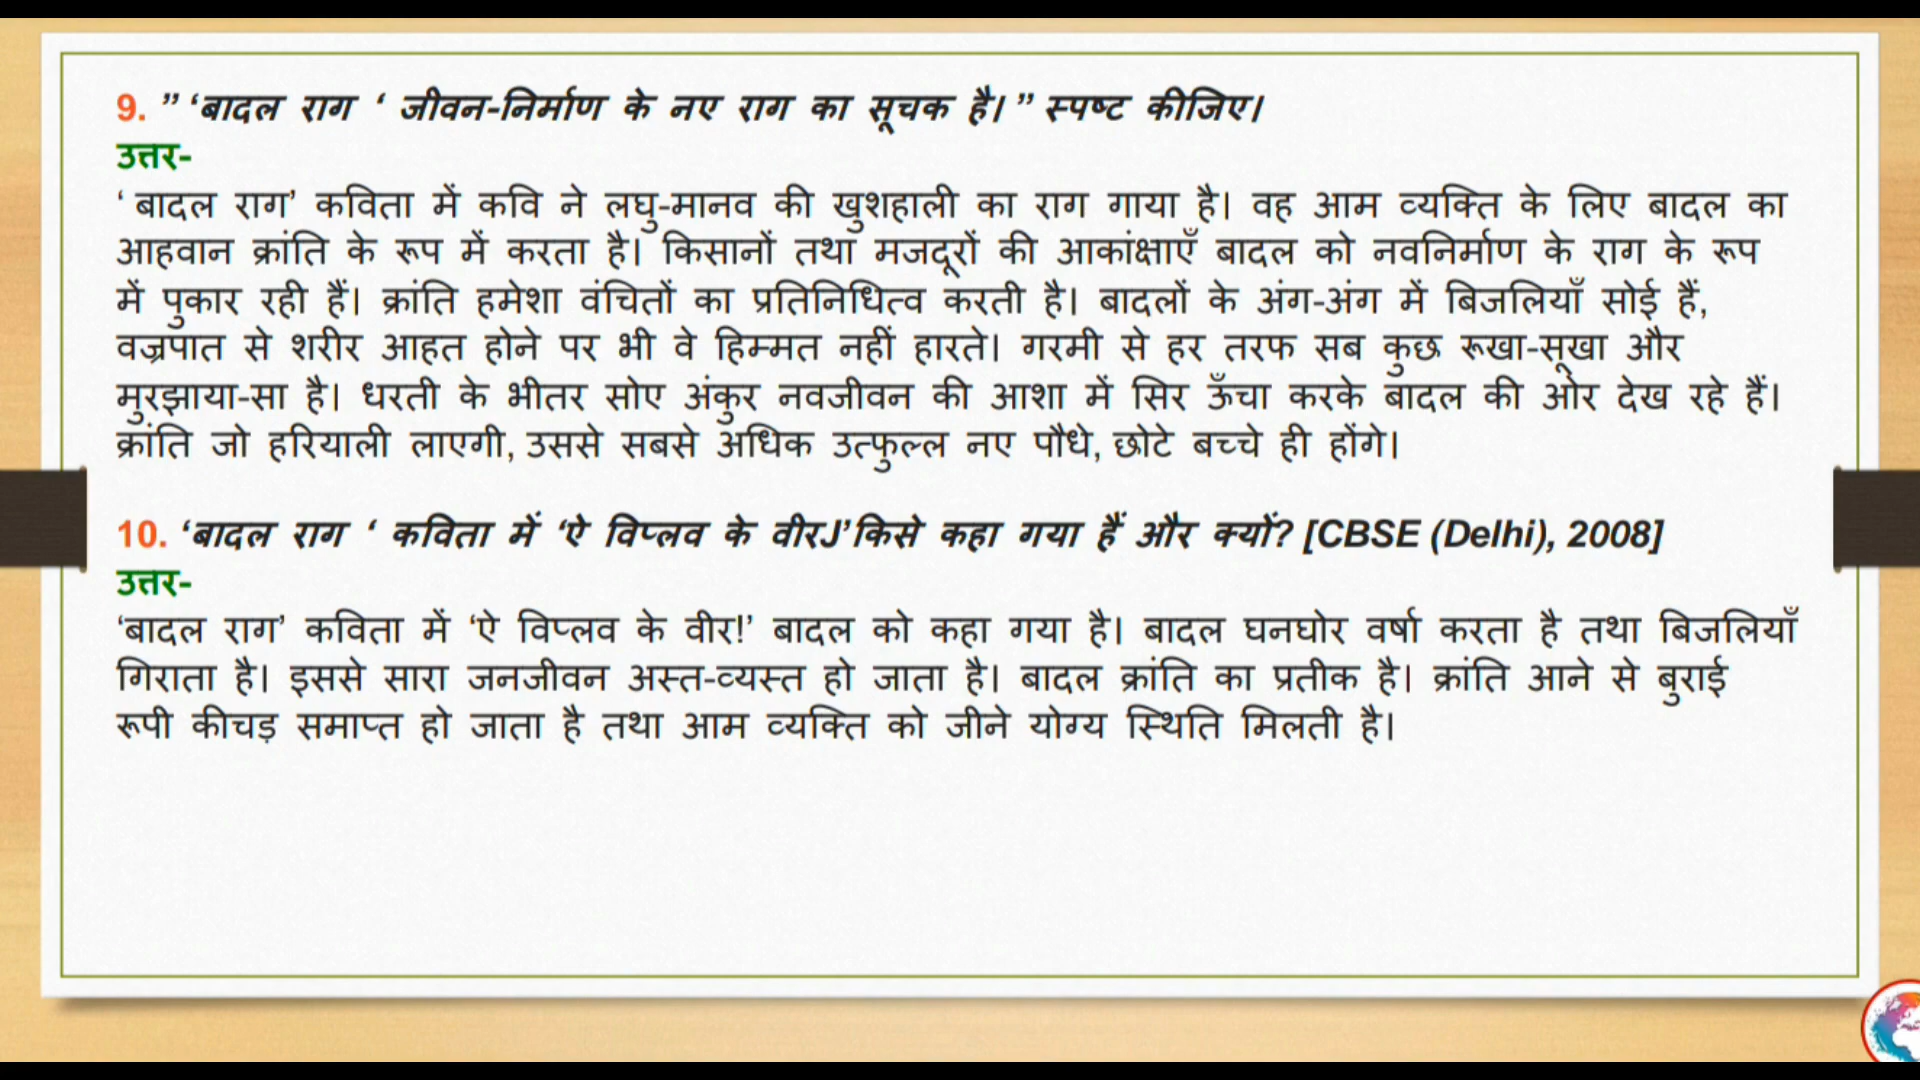 9. ” ‘बादल राग ‘ जीवन-निर्माण के नए राग का सूचक है। ” स्पष्ट कीजिए।
उत्तर-
‘ बादल राग’ कविता में कवि ने लघु-मानव की खुशहाली का राग गाया है। वह आम व्यक्ति के लिए बादल का
आहवान क्रांति के रूप में करता है। किसानों तथा मजदूरों की आकांक्षाएँ बादल को नवनिर्माण के राग के रूप
में पुकार रही हैं। क्रांति हमेशा वंचितों का प्रतिनिधित्व करती है। बादलों के अंग-अंग में बिजलियाँ सोई हैं,
वज्रपात से शरीर आहत होने पर भी वे हिम्मत नहीं हारते। गरमी से हर तरफ सब कुछ रूखा-सूखा और
मुरझाया-सा है। धरती के भीतर सोए अंकुर नवजीवन की आशा में सिर ऊँचा करके बादल की ओर देख रहे हैं।
क्रांति जो हरियाली लाएगी, उससे सबसे अधिक उत्फुल्ल नए पौधे, छोटे बच्चे ही होंगे।
10. ‘बादल राग ‘ कविता में ‘ऐ विप्लव के वीरJ’ किसे कहा गया हैं और क्यों? [CBSE (Delhi), 2008]
उत्तर-
‘बादल राग’ कविता में ‘ऐ विप्लव के वीर!’ बादल को कहा गया है। बादल घनघोर वर्षा करता है तथा बिजलियाँ
गिराता है। इससे सारा जनजीवन अस्त-व्यस्त हो जाता है। बादल क्रांति का प्रतीक है। क्रांति आने से बुराई
रूपी कीचड़ समाप्त हो जाता है तथा आम व्यक्ति को जीने योग्य स्थिति मिलती है।